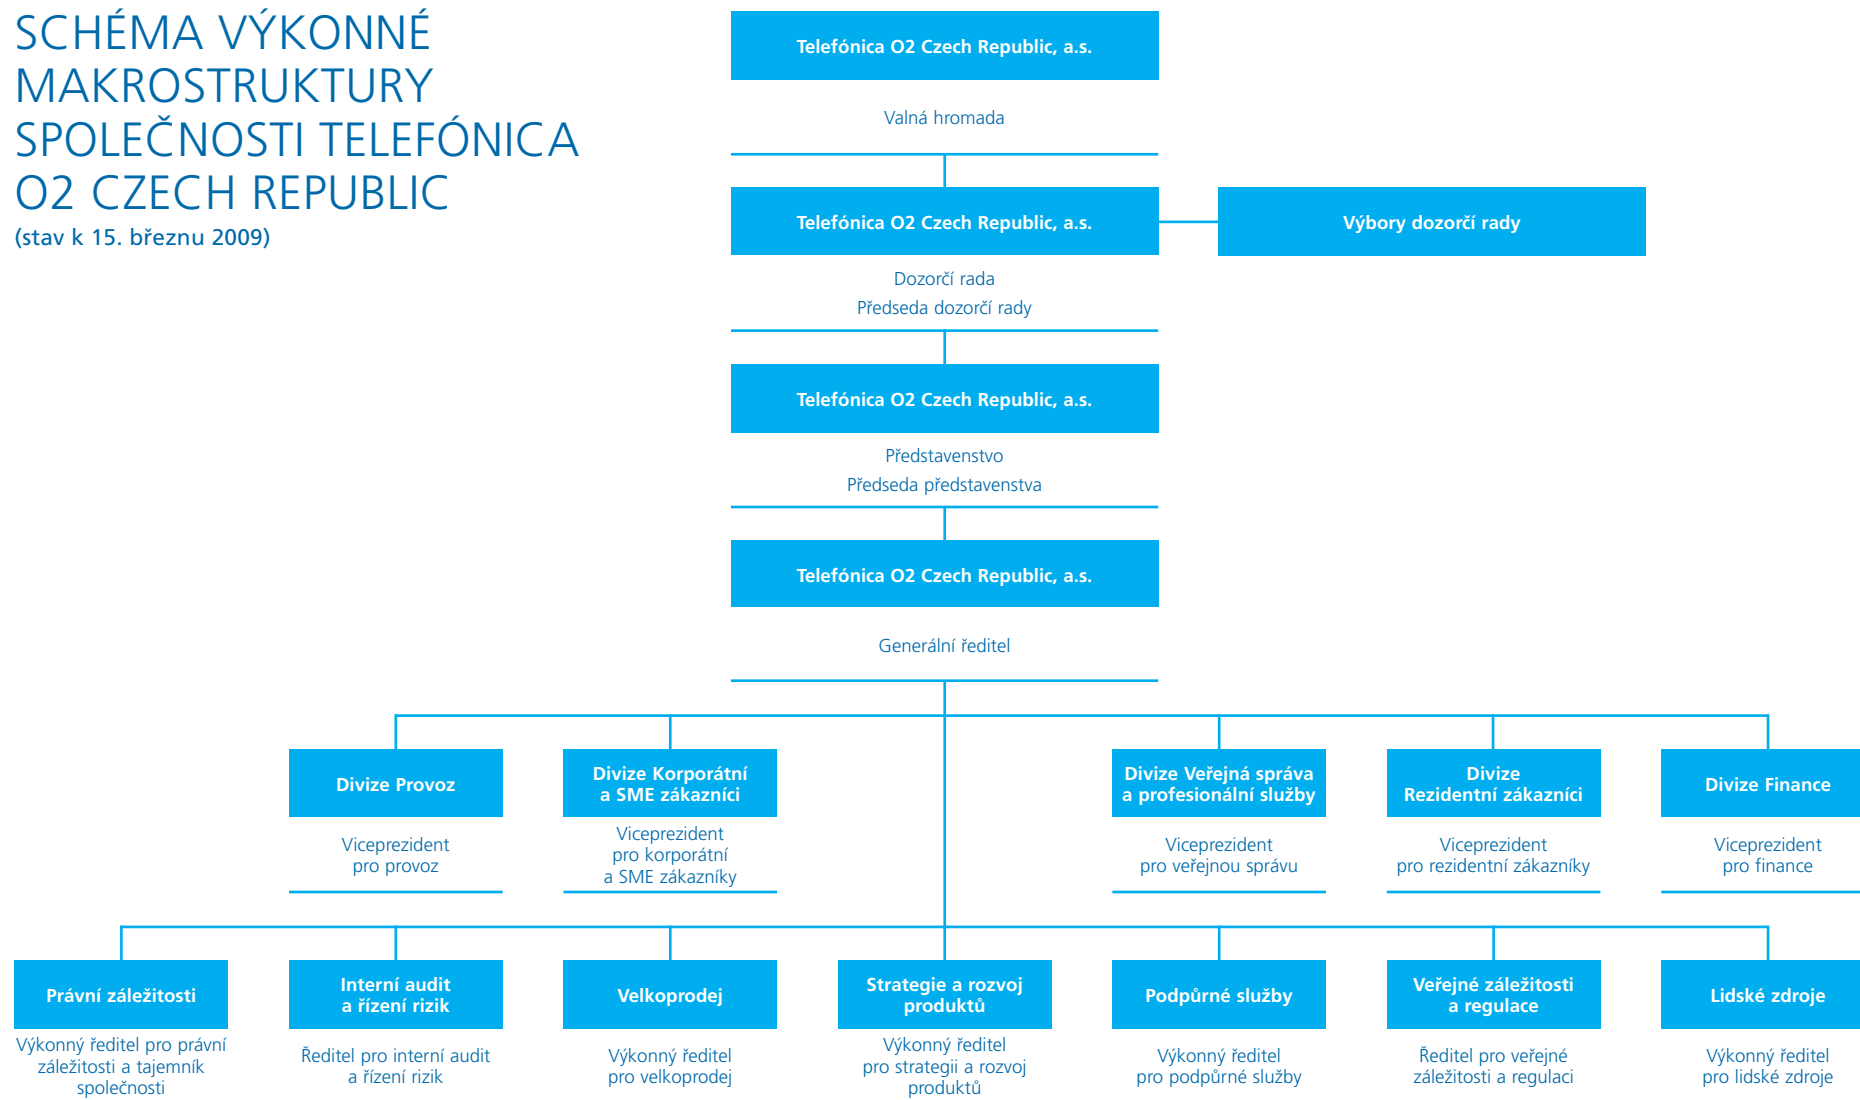 SCHÉMA VÝKONNÉ
MAKROSTRUKTURY
SPOLEČNOSTI TELEFÓNICA
O2 CZECH REPUBLIC
(stav k 15. březnu 2009)
Telefónica O2 Czech Republic, a.s.
Valná hromada
Telefónica O2 Czech Republic, a.s.
Výbory dozorčí rady
Dozorčí rada
Předseda dozorčí rady
Telefónica O2 Czech Republic, a.s.
Představenstvo
Předseda představenstva
Telefónica O2 Czech Republic, a.s.
Generální ředitel
Divize Provoz
Viceprezident
pro provoz
Divize Korporátní
a SME zákazníci
Viceprezident
pro korporátní
a SME zákazníky
Divize Veřejná správa
a profesionální služby
Viceprezident
pro veřejnou správu
Divize
Rezidentní zákazníci
Viceprezident
pro rezidentní zákazníky
Divize Finance
Viceprezident
pro finance
Právní záležitosti
Výkonný ředitel pro právní
záležitosti a tajemník
společnosti
Interní audit
a řízení rizik
Ředitel pro interní audit
a řízení rizik
Velkoprodej
Výkonný ředitel
pro velkoprodej
Strategie a rozvoj
produktů
Výkonný ředitel
pro strategii a rozvoj
produktů
Podpůrné služby
Výkonný ředitel
pro podpůrné služby
Veřejné záležitosti
a regulace
Ředitel pro veřejné
záležitosti a regulaci
Lidské zdroje
Výkonný ředitel
pro lidské zdroje